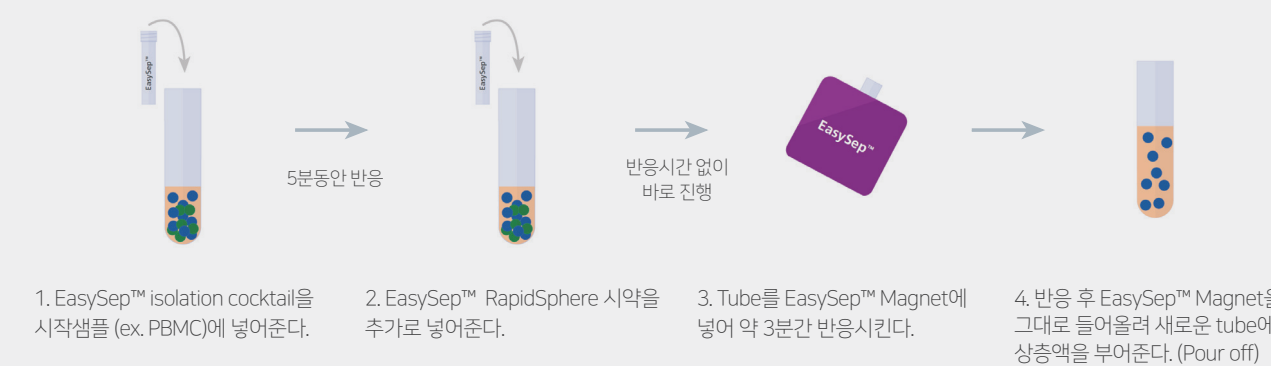 EasySep™
EasySep™
EasySep™
5분동안 반응
반응시간 없이
바로 진행
1. EasySep™ isolation cocktail을
시작샘플 (ex. PBMC)에 넣어준다.
2. EasySep™ RapidSphere 시약을
추가로 넣어준다.
3. Tube를 EasySep™ Magnet에
넣어 약 3분간 반응시킨다.
4. 반응 후 EasySep™ Magnet을
그대로 들어올려 새로운 tube에
상층액을 부어준다. (Pour off)